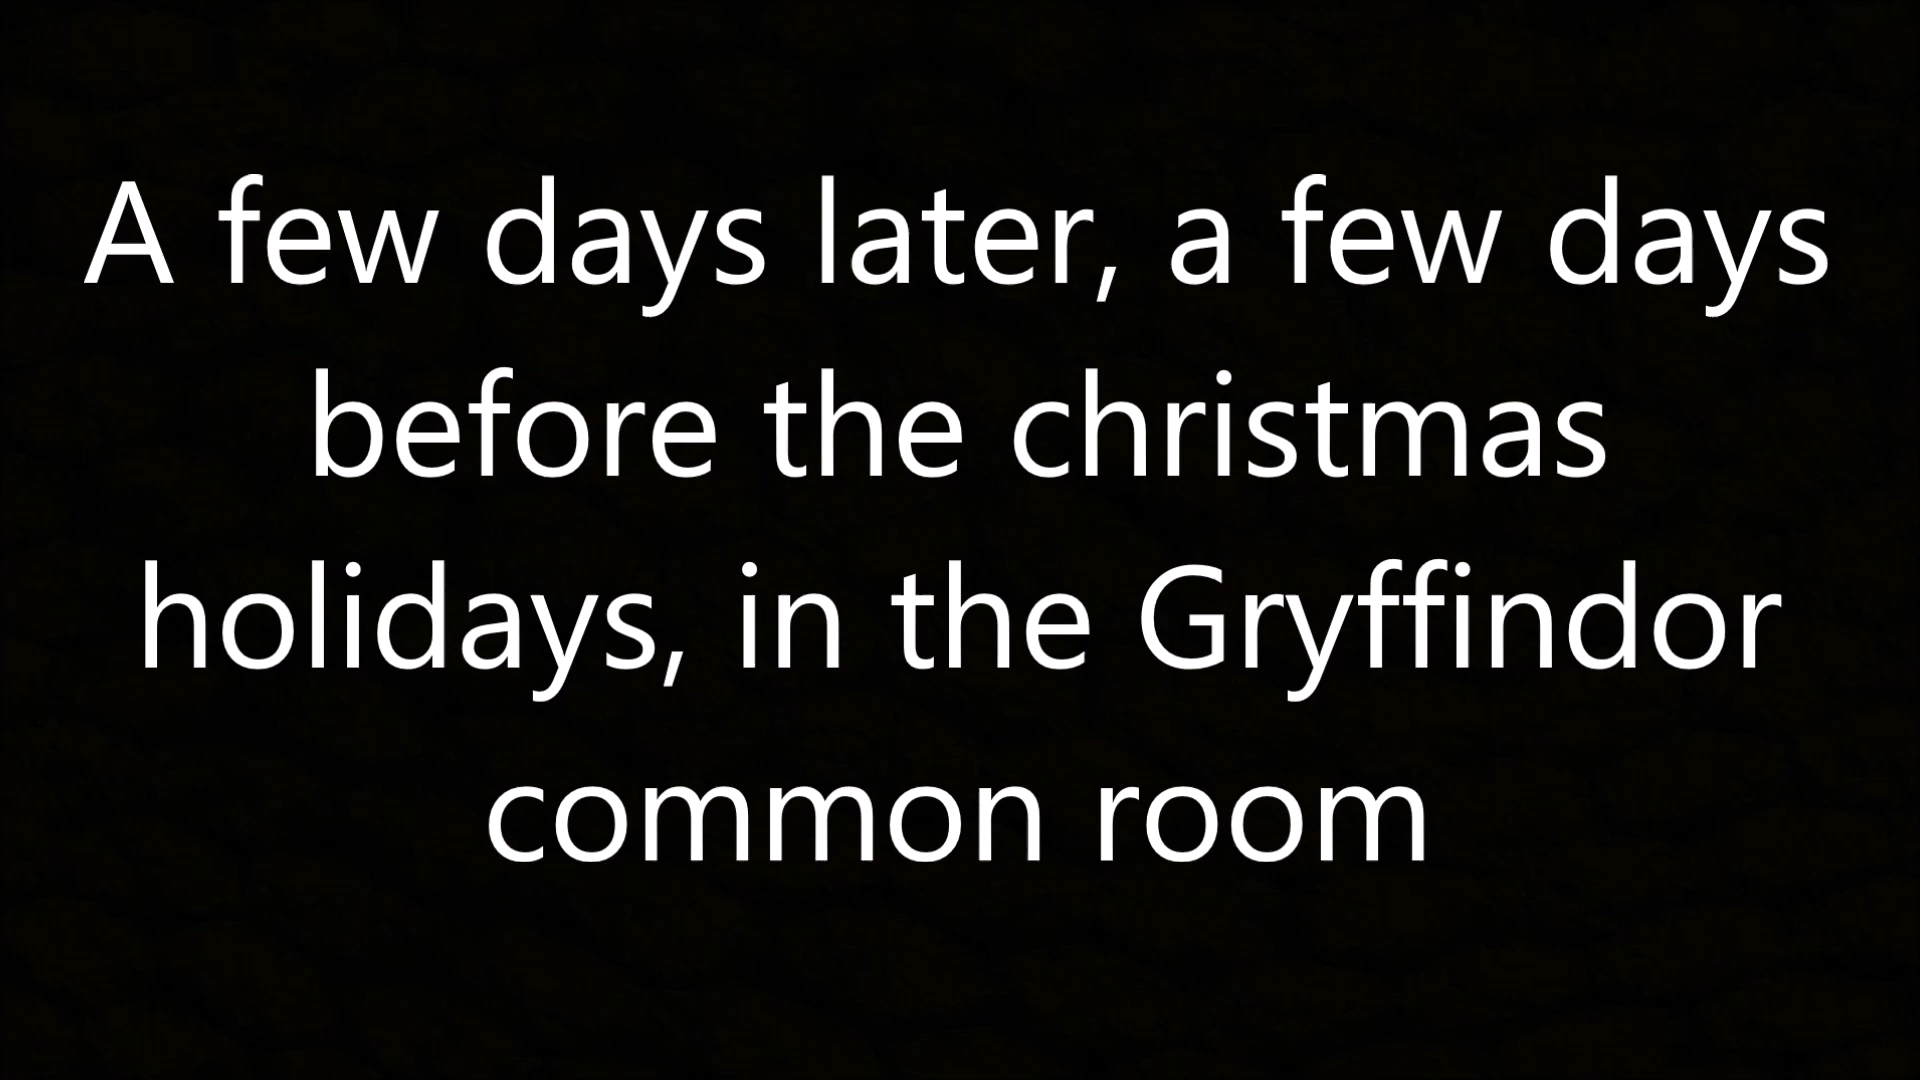 A few days later, a few days
before the christmas
holidays, in the Gryffindor
common room